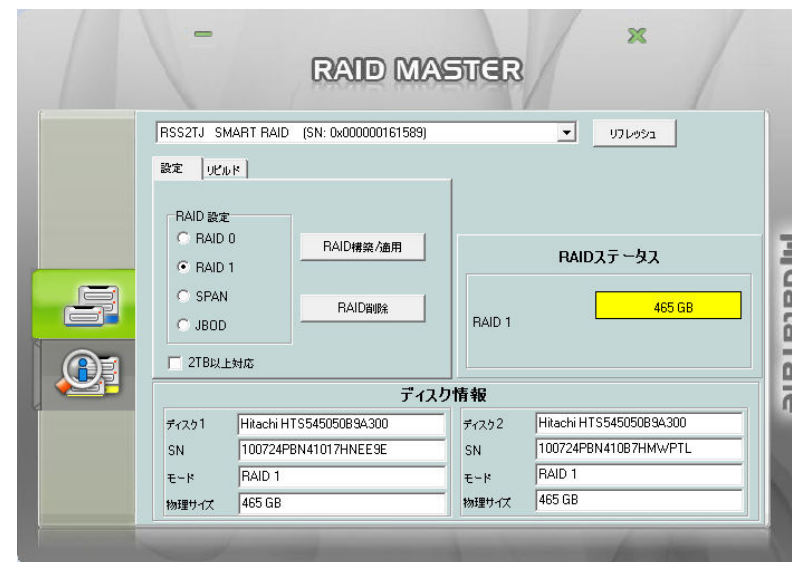 RAID MASTER
RSS2TJ SMART RAID (SN: 0x000000161589)
リフレッシュ
設定
リビルド
RAID 設定
RAID 0
RAID 1
SPAN
JBOD
RAID構築/適用
RAID削除
2TB以上対応
RAIDステータス
RAID 1
465 GB
ディスク情報
ディスク1
Hitachi HTS545050B9A300
SN
100724PBN41017HNEE9E
モード
RAID 1
物理サイズ
465 GB
ディスク2
Hitachi HTS545050B9A300
SN
100724PBN410B7HMWPTL
モード
RAID 1
物理サイズ
465 GB